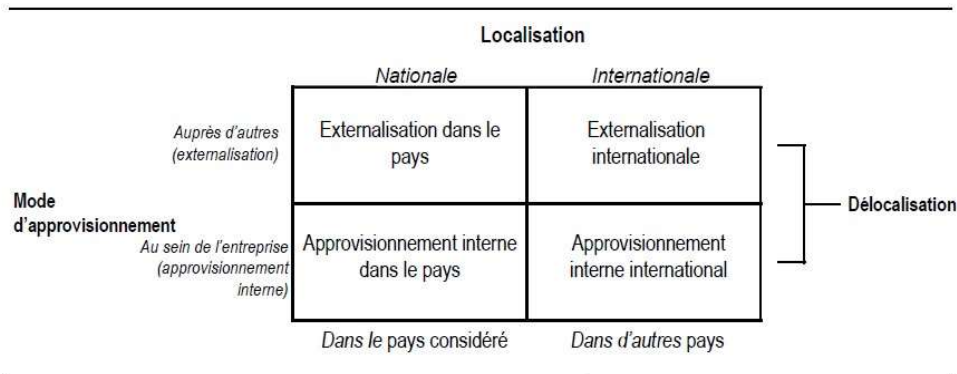 Localisation
Nationale
Internationale
Auprès d'autres
(externalisation)
Externalisation dans le
pays
Externalisation
internationale
Mode
d'approvisionnement
Délocalisation
Au sein de l'entreprise
(approvisionnement
interne)
Approvisionnement interne
dans le pays
Approvisionnement
interne international
Dans le pays considéré
Dans d'autres pays